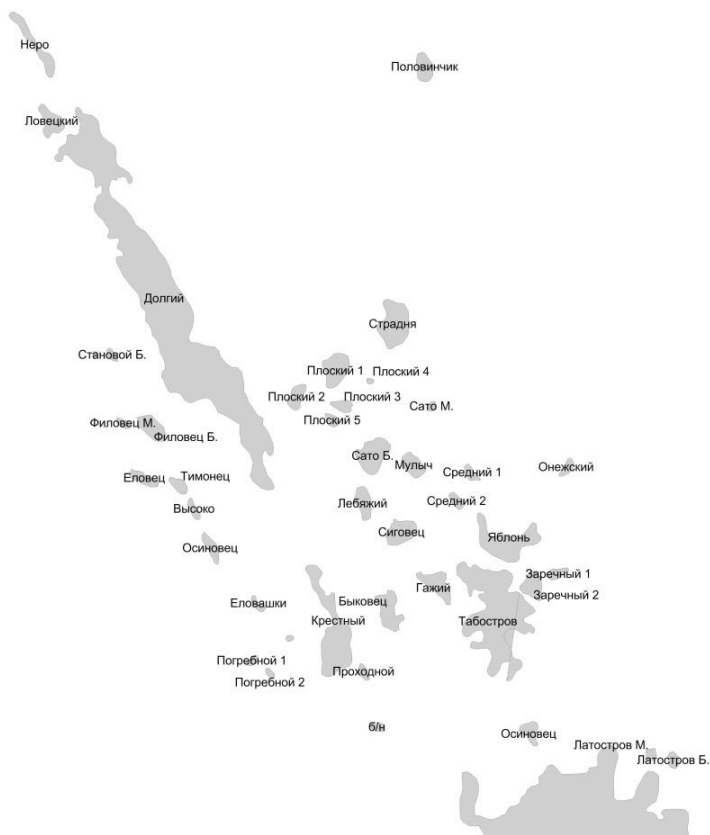 Неро
Половинчик
Ловецкий
Долгий
Страдня
Становой Б.
Плоский 1
Плоский 4
Плоский 2
Плоский 3
Сато М.
Плоский 5
Филовец М.
Филовец Б.
Сато Б.
Мулыч
Средний 1
Онежский
Еловец
Тимонец
Лебяжий
Средний 2
Высоко
Сиговец
Яблонь
Осиновец
Заречный 1
Гажий
Заречный 2
Еловашки
Быковец
Крестный
Табостров
Погребной 1
Проходной
Погребной 2
б/н
Осиновец
Латостров М.
Латостров Б.